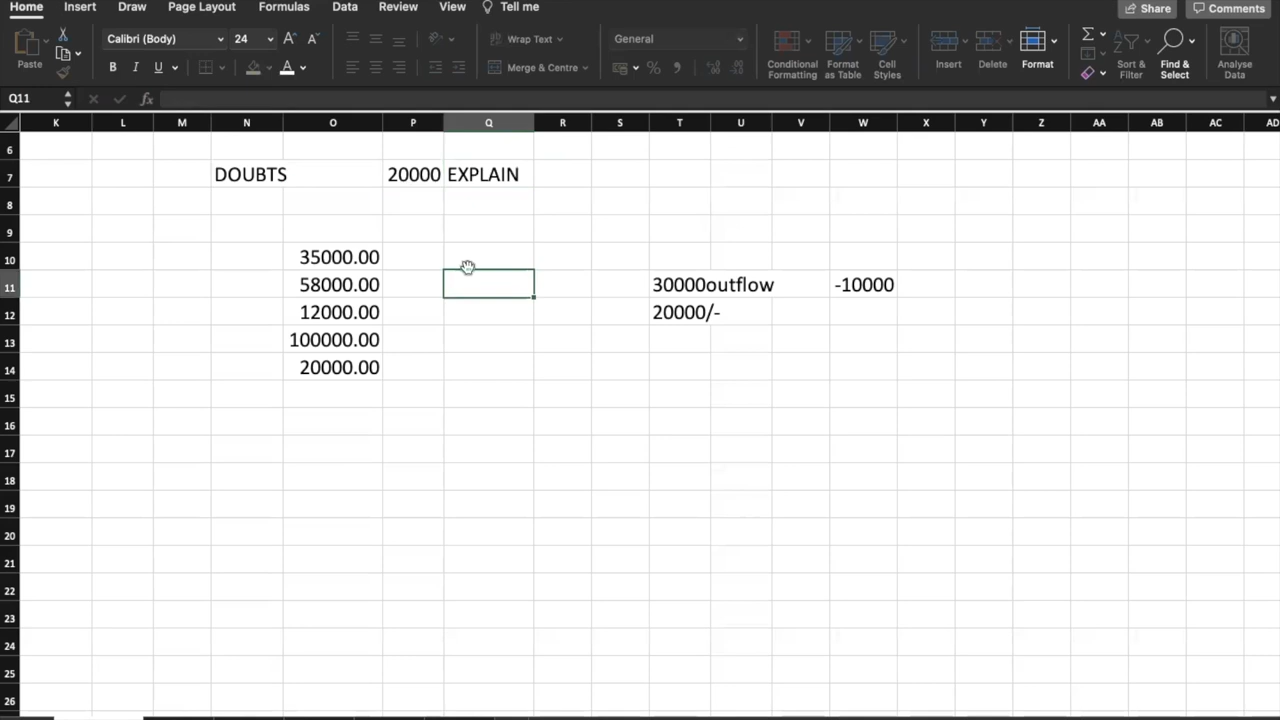 Home Insert Draw Page Layout Formulas Data Review View Tell me Share Comments
Paste Calibri (Body) 24 Wrap Text General Conditional Formatting Format as Table Cell Styles Insert Delete Format Sort & Filter Find & Select Analyse Data
B I U A Merge & Centre % ,
Q11 fx
K L M N O P Q R S T U V W X Y Z AA AB AC AD
6
7 DOUBTS 20000 EXPLAIN
8
9
10 35000.00
11 58000.00 30000outflow -10000
12 12000.00 20000/-
13 100000.00
14 20000.00
15
16
17
18
19
20
21
22
23
24
25
26